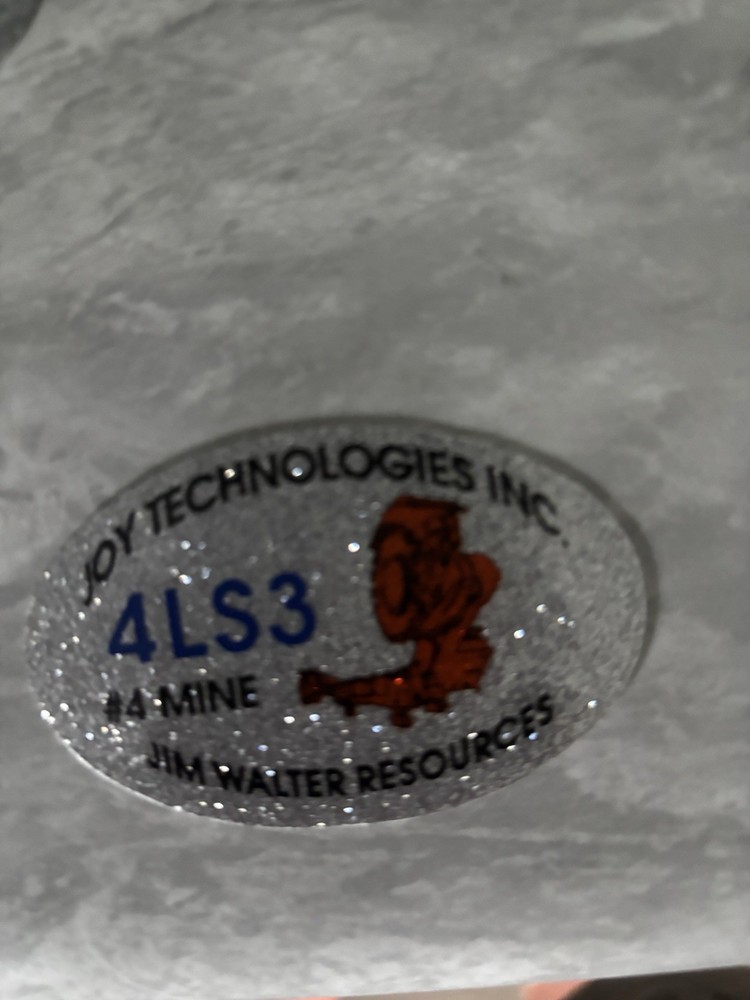 JOY TECHNOLOGIES INC.
4LS3
#4 MINE
JIM WALTER RESOURCES